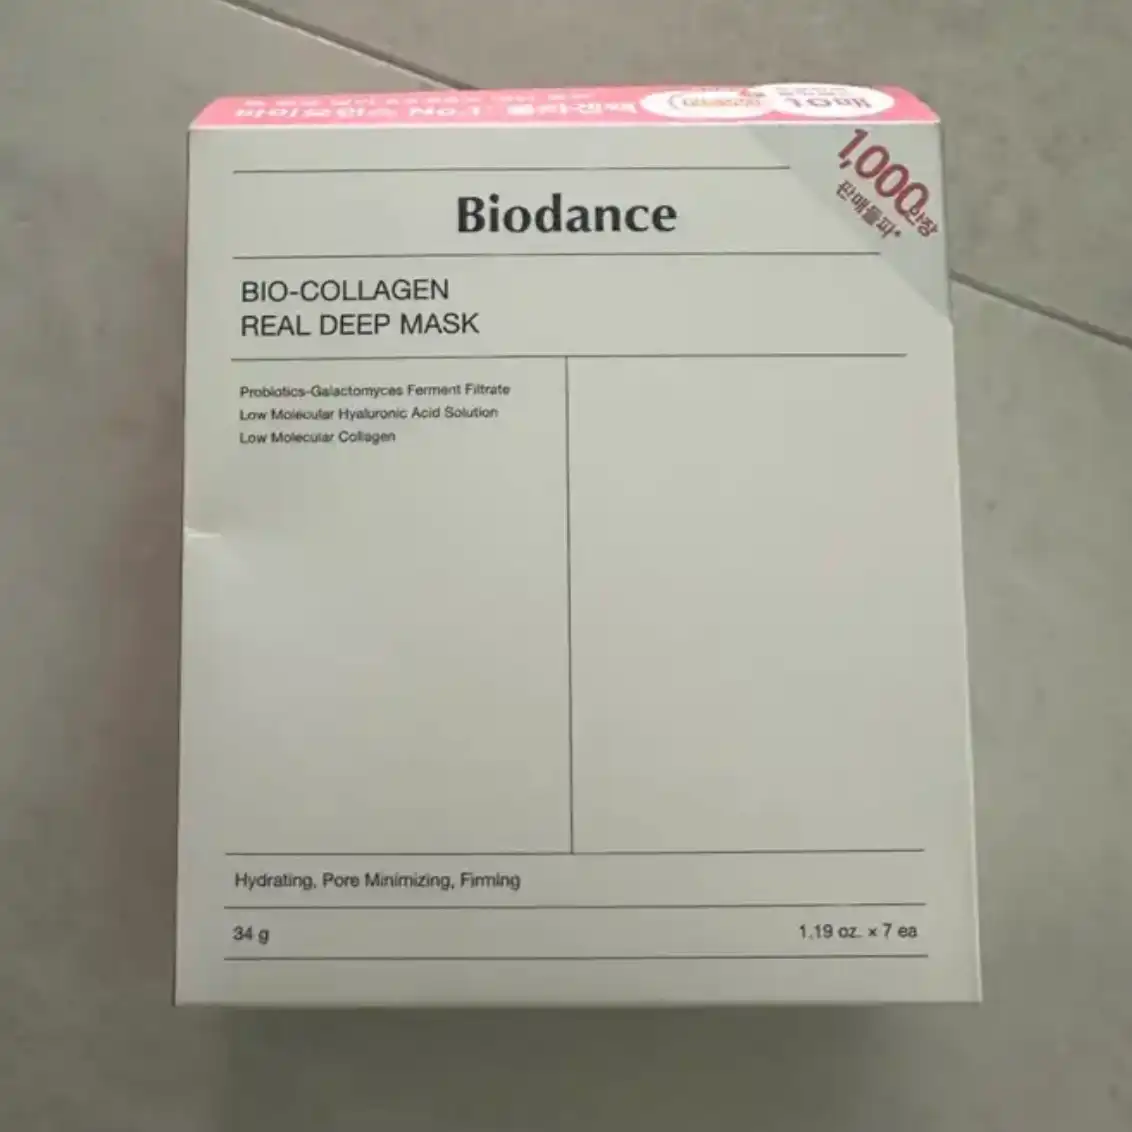 1,000만장
판매돌파*
Biodance
BIO-COLLAGEN
REAL DEEP MASK
Probiotics-Galactomyces Ferment Filtrate
Low Molecular Hyaluronic Acid Solution
Low Molecular Collagen
Hydrating, Pore Minimizing, Firming
34 g
1.19 oz. × 7 ea